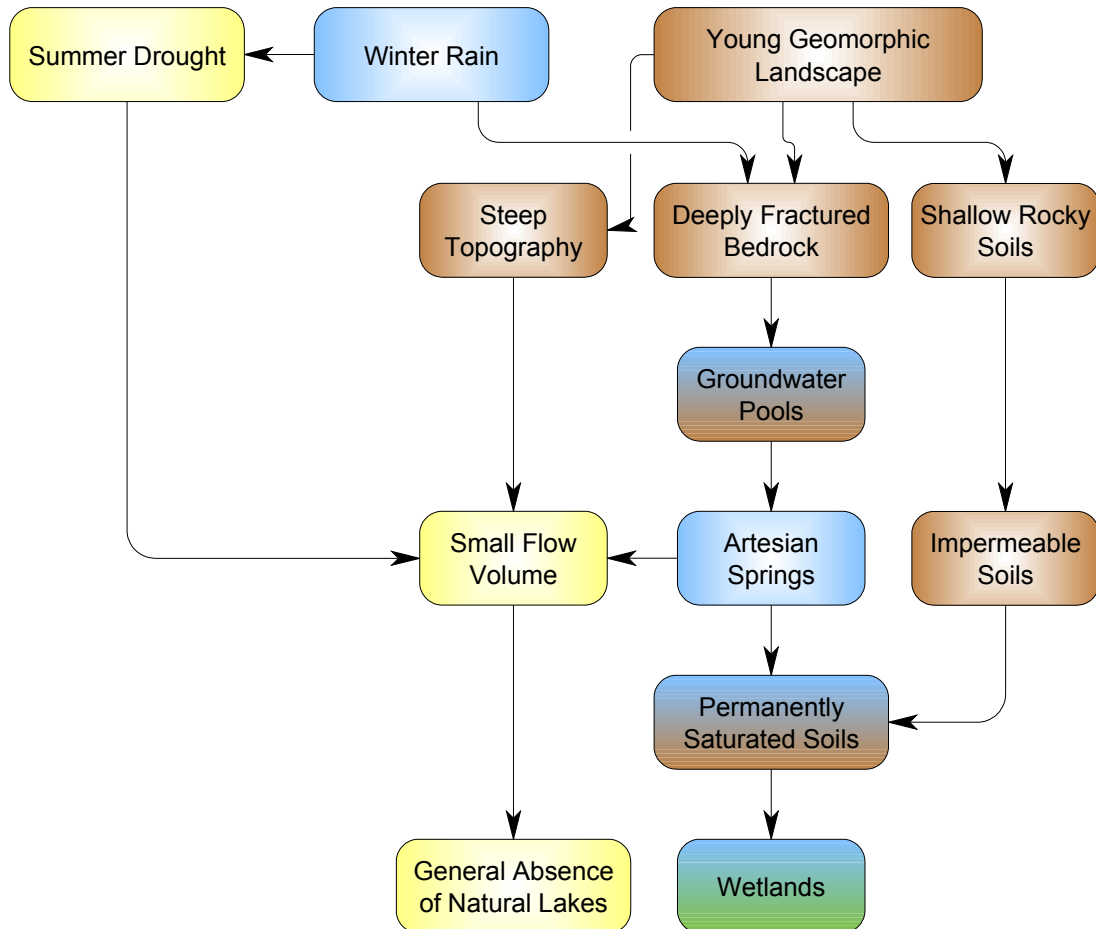 Summer Drought
Winter Rain
Young Geomorphic
Landscape
Steep
Topography
Deeply Fractured
Bedrock
Shallow Rocky
Soils
Groundwater
Pools
Small Flow
Volume
Artesian
Springs
Impermeable
Soils
Permanently
Saturated Soils
General Absence
of Natural Lakes
Wetlands